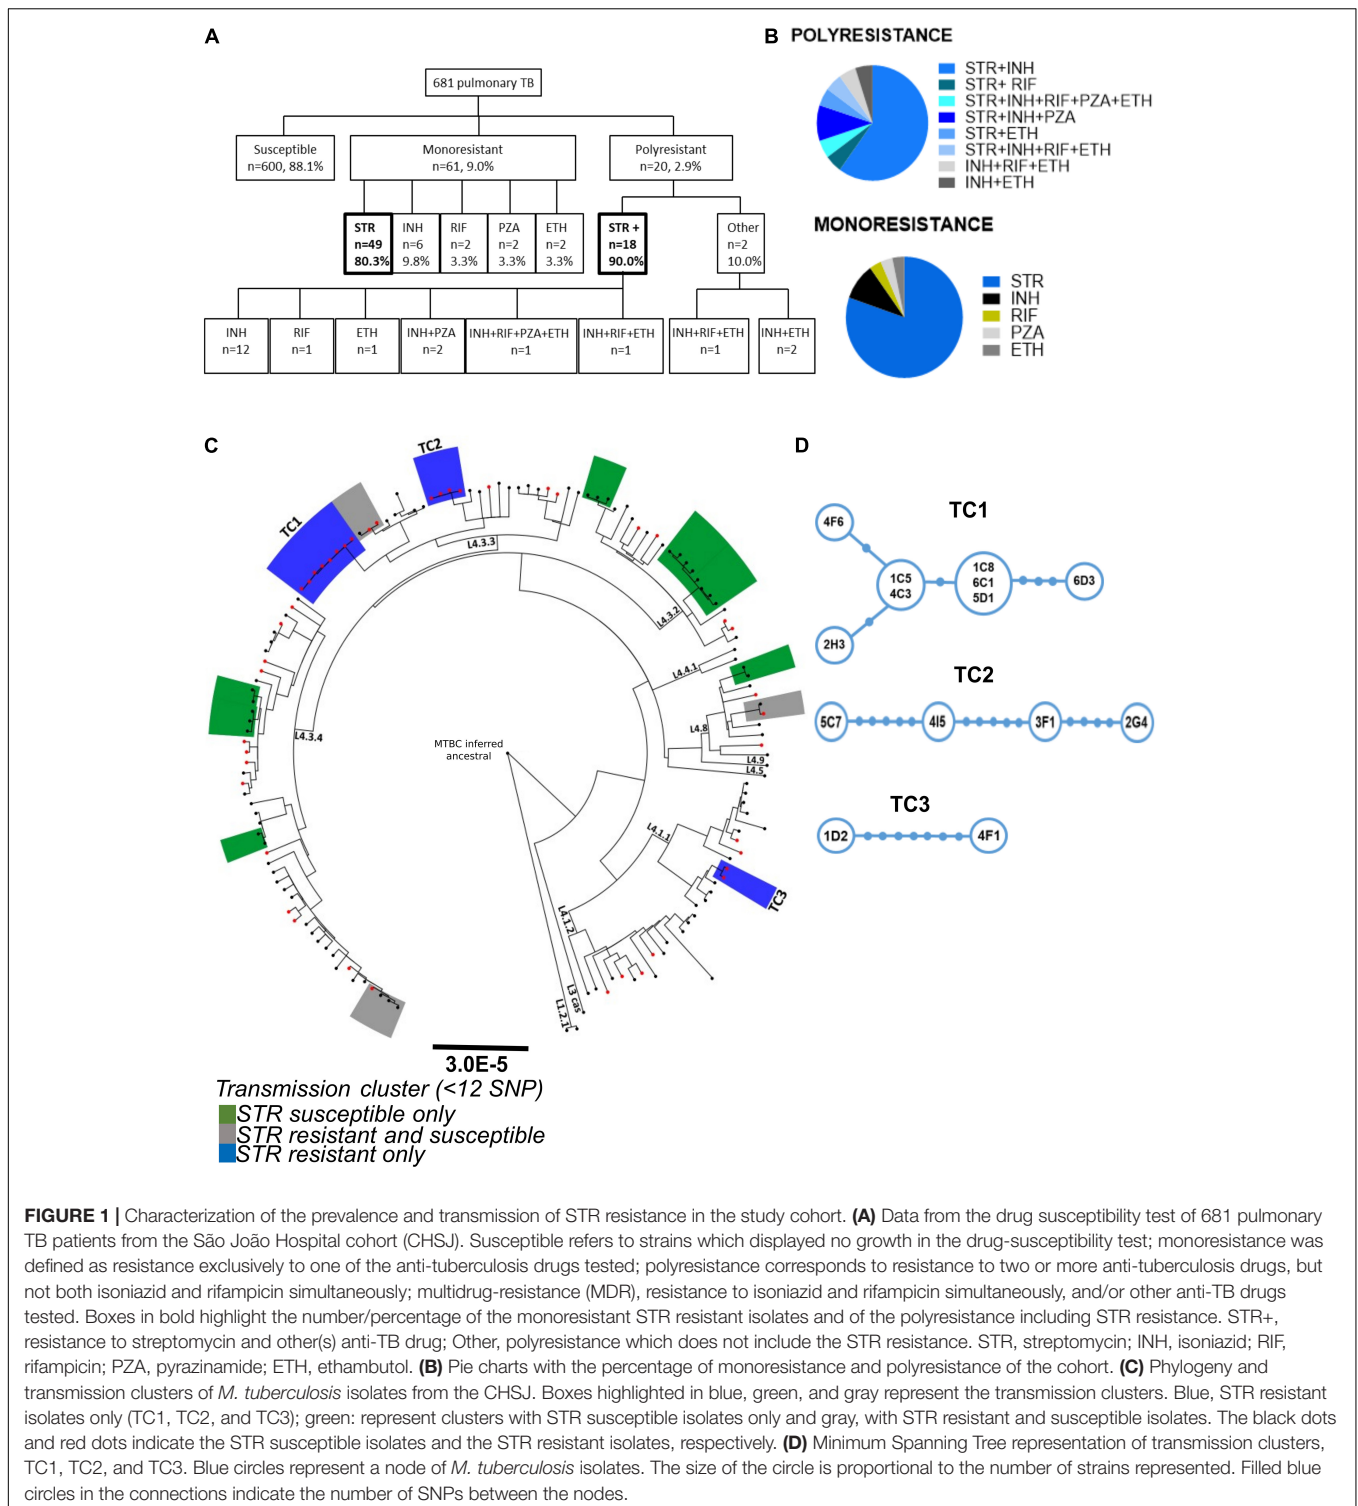 A
681 pulmonary TB
Susceptible
n=600, 88.1%
Monoresistant
n=61, 9.0%
Polyresistant
n=20, 2.9%
STR
n=49
80.3%
INH
n=6
9.8%
RIF
n=2
3.3%
PZA
n=2
3.3%
ETH
n=2
3.3%
STR +
n=18
90.0%
Other
n=2
10.0%
INH
n=12
RIF
n=1
ETH
n=1
INH+PZA
n=2
INH+RIF+PZA+ETH
n=1
INH+RIF+ETH
n=1
INH+RIF+ETH
n=1
INH+ETH
n=2
B POLYRESISTANCE
STR+INH
STR+ RIF
STR+INH+RIF+PZA+ETH
STR+INH+PZA
STR+ETH
STR+INH+RIF+ETH
INH+RIF+ETH
INH+ETH
MONORESISTANCE
STR
INH
RIF
PZA
ETH
C
TC1
TC2
L4.3.3
L4.3.2
L4.4.1
L4.8
L4.9
L4.5
L4.3.4
MTBC inferred
ancestral
L4.1.1
TC3
L4.1.2
L3 cas
L1.2.1
3.0E-5
Transmission cluster (<12 SNP)
STR susceptible only
STR resistant and susceptible
STR resistant only
D
TC1
4F6
1C5
4C3
1C8
6C1
5D1
6D3
2H3
TC2
5C7
4I5
3F1
2G4
TC3
1D2
4F1
FIGURE 1 | Characterization of the prevalence and transmission of STR resistance in the study cohort. (A) Data from the drug susceptibility test of 681 pulmonary
TB patients from the São João Hospital cohort (CHSJ). Susceptible refers to strains which displayed no growth in the drug-susceptibility test; monoresistance was
defined as resistance exclusively to one of the anti-tuberculosis drugs tested; polyresistance corresponds to resistance to two or more anti-tuberculosis drugs, but
not both isoniazid and rifampicin simultaneously; multidrug-resistance (MDR), resistance to isoniazid and rifampicin simultaneously, and/or other anti-TB drugs
tested. Boxes in bold highlight the number/percentage of the monoresistant STR resistant isolates and of the polyresistance including STR resistance. STR+,
resistance to streptomycin and other(s) anti-TB drug; Other, polyresistance which does not include the STR resistance. STR, streptomycin; INH, isoniazid; RIF,
rifampicin; PZA, pyrazinamide; ETH, ethambutol. (B) Pie charts with the percentage of monoresistance and polyresistance of the cohort. (C) Phylogeny and
transmission clusters of M. tuberculosis isolates from the CHSJ. Boxes highlighted in blue, green, and gray represent the transmission clusters. Blue, STR resistant
isolates only (TC1, TC2, and TC3); green: represent clusters with STR susceptible isolates only and gray, with STR resistant and susceptible isolates. The black dots
and red dots indicate the STR susceptible isolates and the STR resistant isolates, respectively. (D) Minimum Spanning Tree representation of transmission clusters,
TC1, TC2, and TC3. Blue circles represent a node of M. tuberculosis isolates. The size of the circle is proportional to the number of strains represented. Filled blue
circles in the connections indicate the number of SNPs between the nodes.